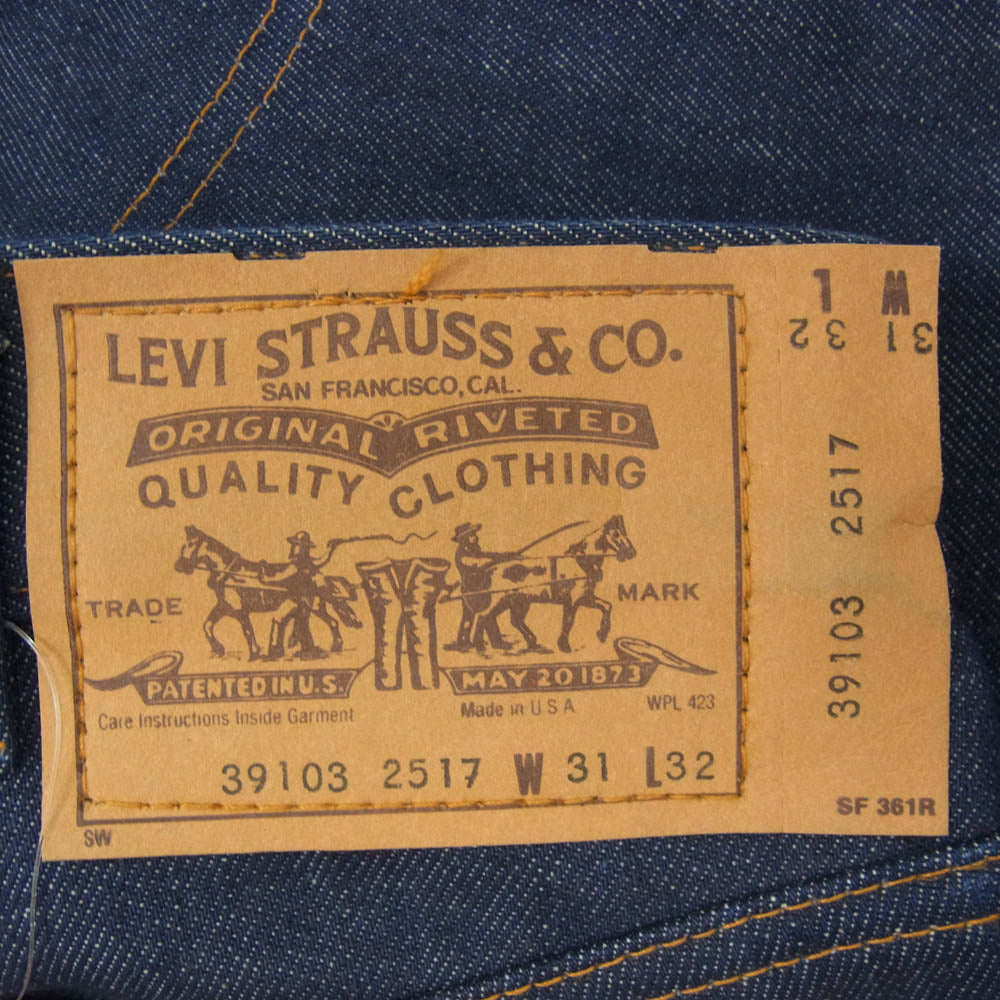 LEVI STRAUSS & CO.
SAN FRANCISCO, CAL.
ORIGINAL RIVETED
QUALITY CLOTHING
TRADE MARK
PATENTED IN U.S. MAY 20 1873
Care Instructions Inside Garment Made in U S A WPL 423
39103 2517 W 31 L 32
SW
L W
32 31
2
39103 2517
SF 361R